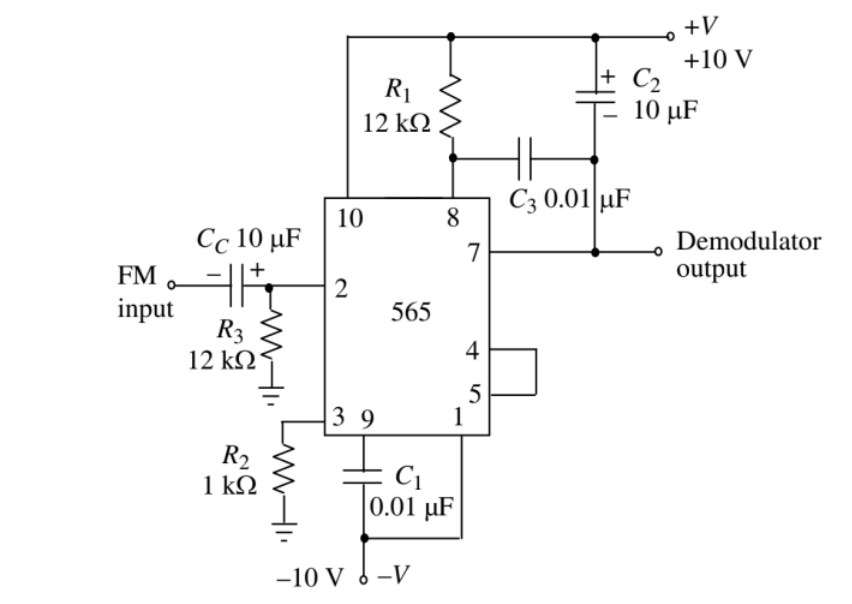 +V
+10 V
R₁
12 kΩ
+ C₂
− 10 μF
C₃ 0.01 μF
10
8
C_C 10 μF
− +
7
Demodulator
output
FM
input
2
565
R₃
12 kΩ
4
5
3 9 1
R₂
1 kΩ
C₁
0.01 μF
−10 V −V